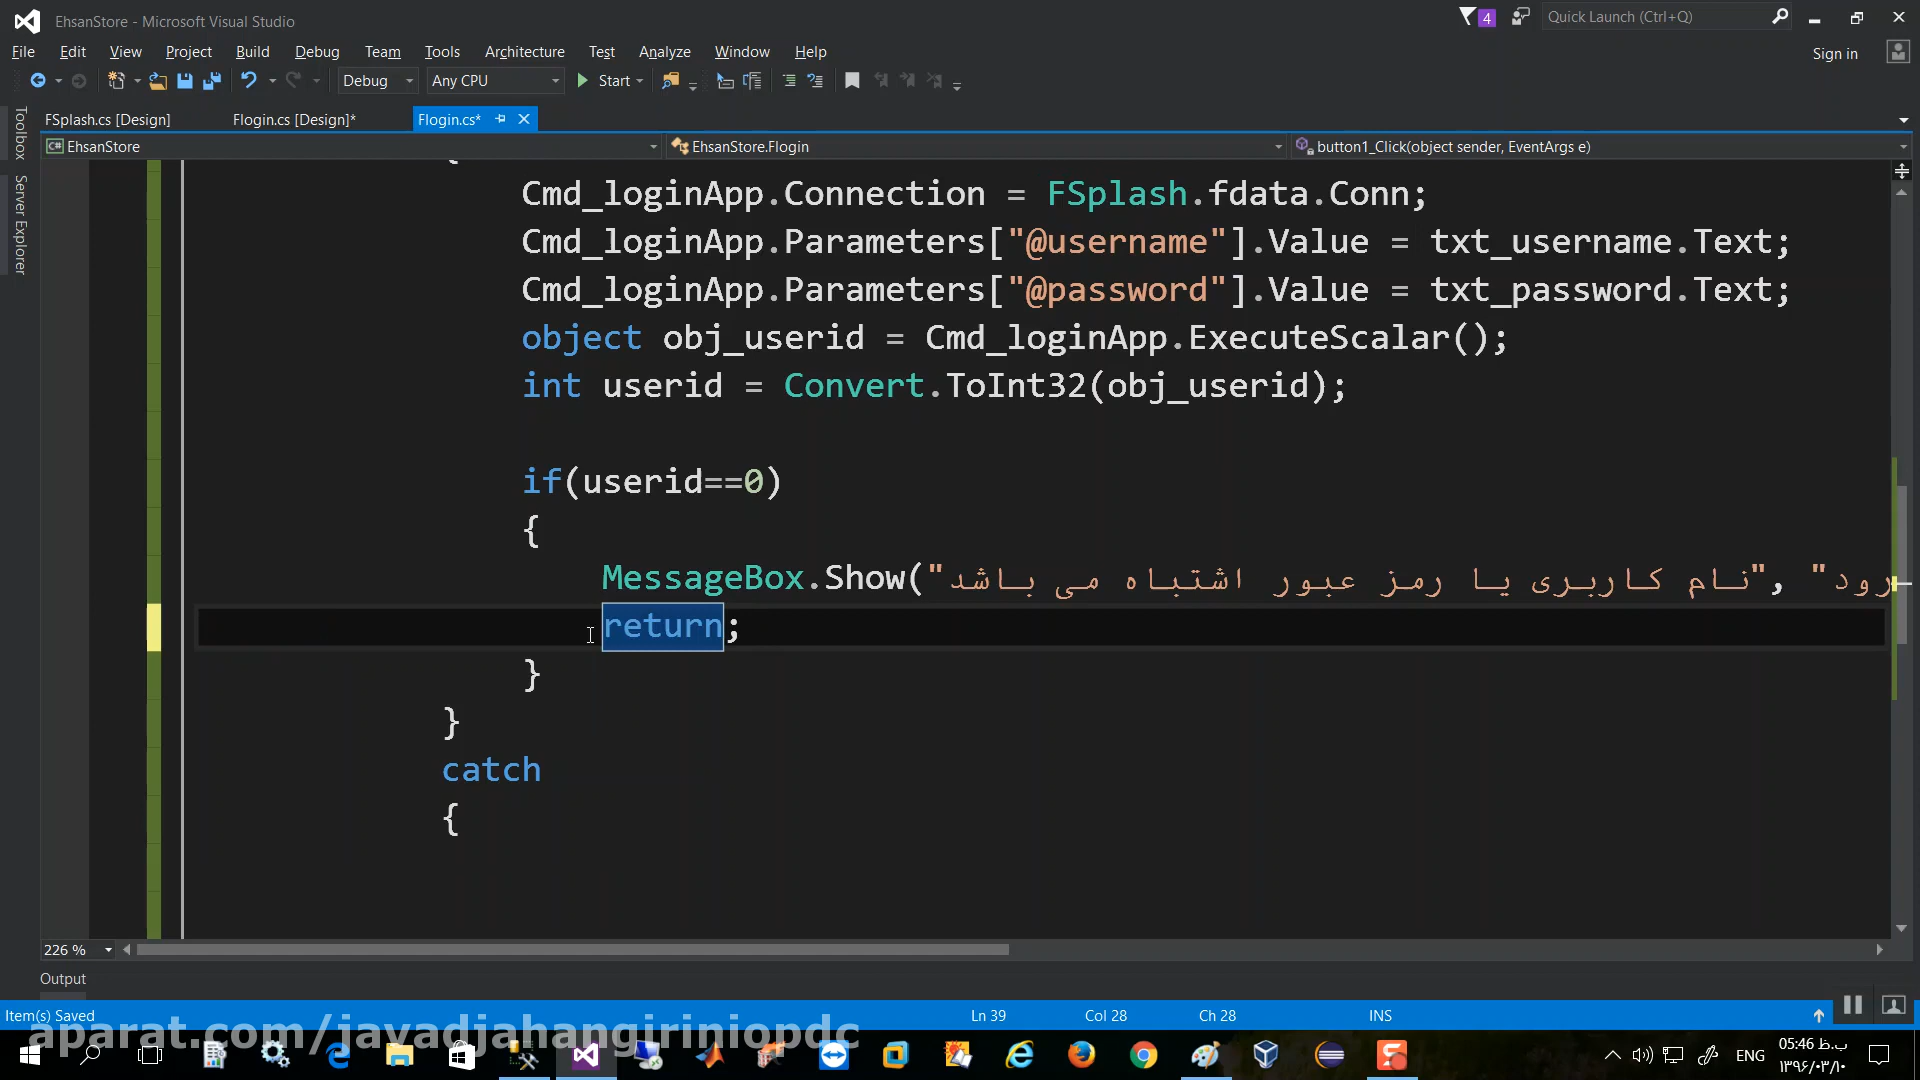 EhsanStore - Microsoft Visual Studio
4
Quick Launch (Ctrl+Q)
File Edit View Project Build Debug Team Tools Architecture Test Analyze Window Help
Sign in
Debug Any CPU Start
Toolbox
Server Explorer
FSplash.cs [Design] Flogin.cs [Design]* Flogin.cs*
C# EhsanStore EhsanStore.Flogin button1_Click(object sender, EventArgs e)
{
Cmd_loginApp.Connection = FSplash.fdata.Conn;
Cmd_loginApp.Parameters["@username"].Value = txt_username.Text;
Cmd_loginApp.Parameters["@password"].Value = txt_password.Text;
object obj_userid = Cmd_loginApp.ExecuteScalar();
int userid = Convert.ToInt32(obj_userid);
if(userid==0)
{
MessageBox.Show("نام کاربری یا رمز عبور اشتباه می باشد", "رود
return;
}
}
catch
{
226 %
Output
Item(s) Saved
Ln 39 Col 28 Ch 28 INS
aparat.com/javadjahangiriniopdc
ENG
05:46 ب.ظ
۱۳۹۶/۰۳/۱۰